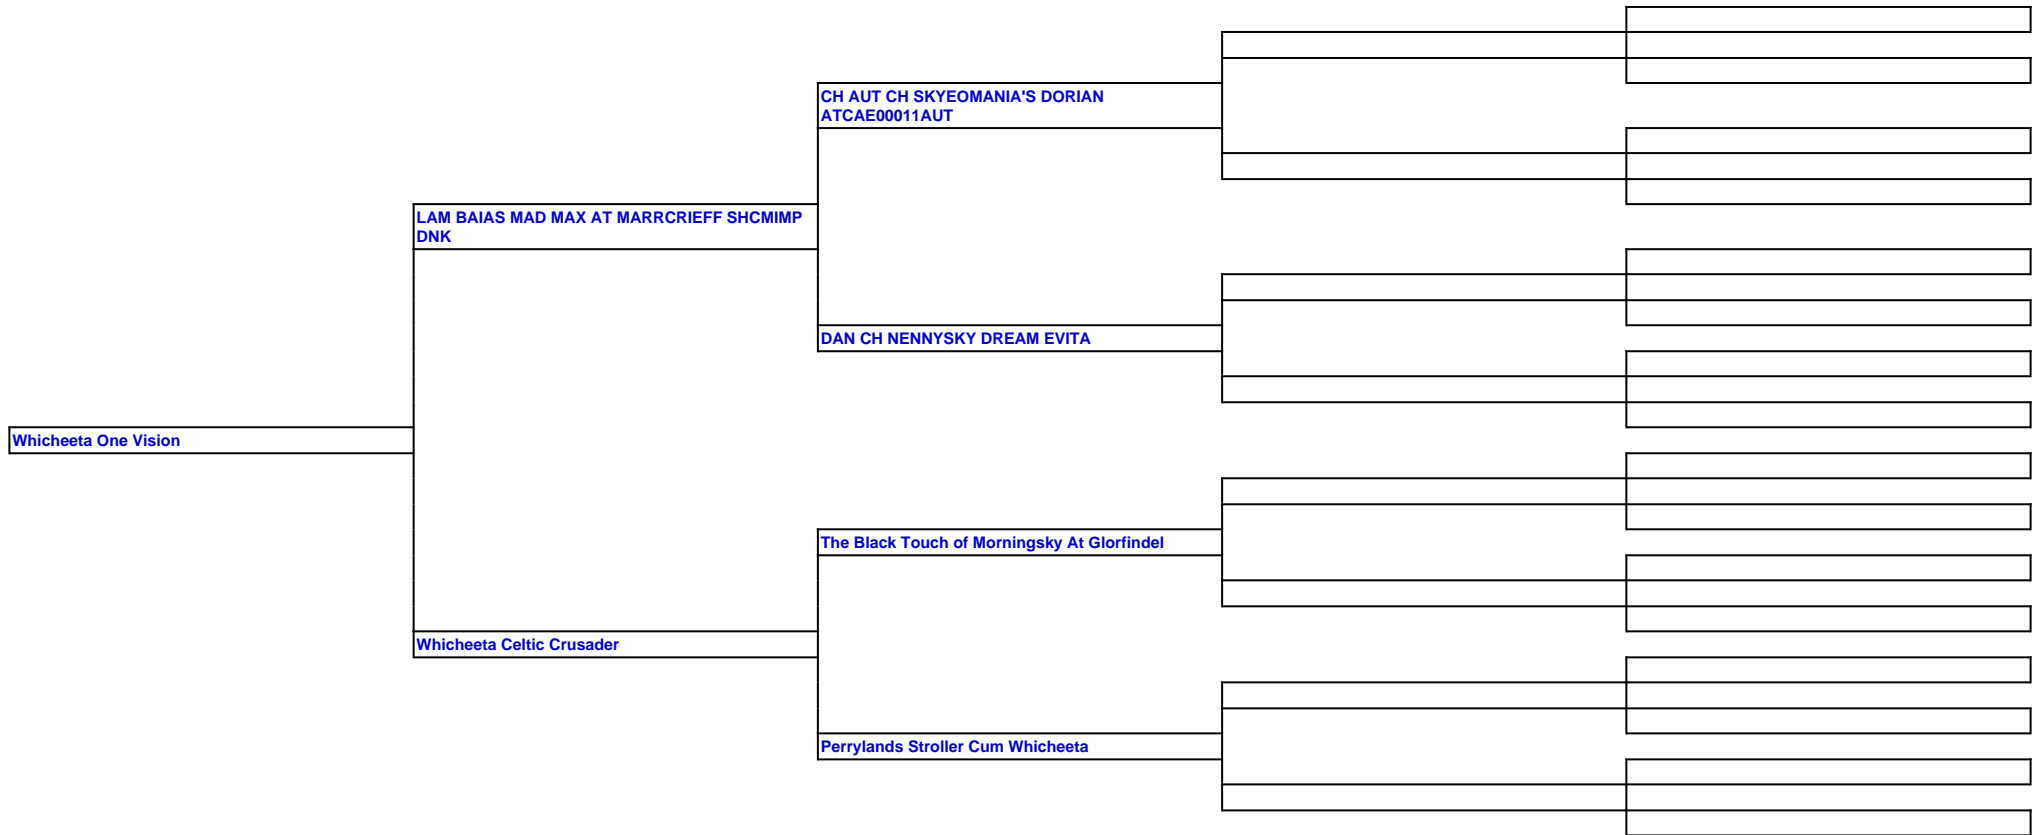 CH AUT CH SKYEOMANIA'S DORIAN
ATCAE00011AUT
LAM BAIAS MAD MAX AT MARRCRIEFF SHCMIMP
DNK
DAN CH NENNYSKY DREAM EVITA
Whicheeta One Vision
The Black Touch of Morningsky At Glorfindel
Whicheeta Celtic Crusader
Perrylands Stroller Cum Whicheeta